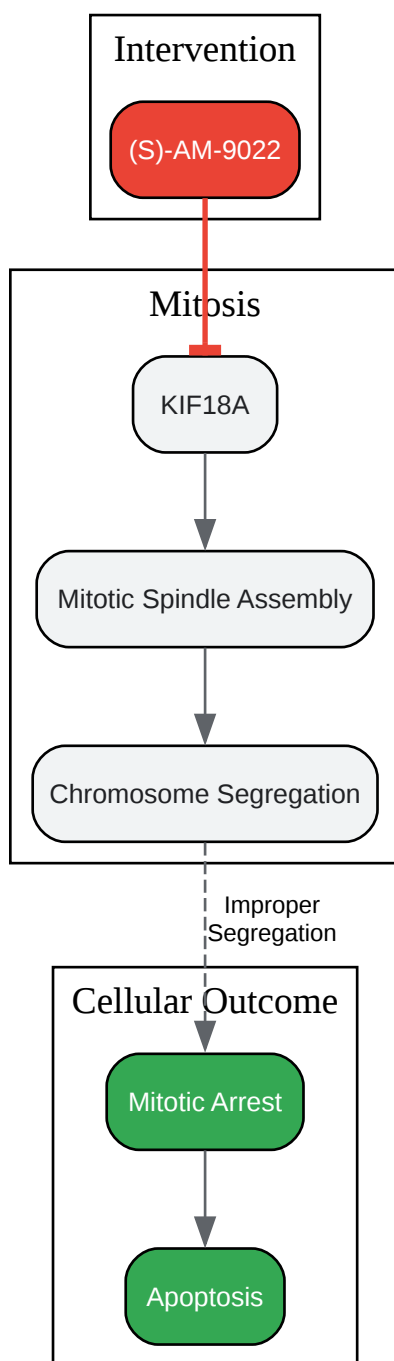 Intervention
(S)-AM-9022
Mitosis
KIF18A
Mitotic Spindle Assembly
Chromosome Segregation
Improper
Segregation
Cellular Outcome
Mitotic Arrest
Apoptosis